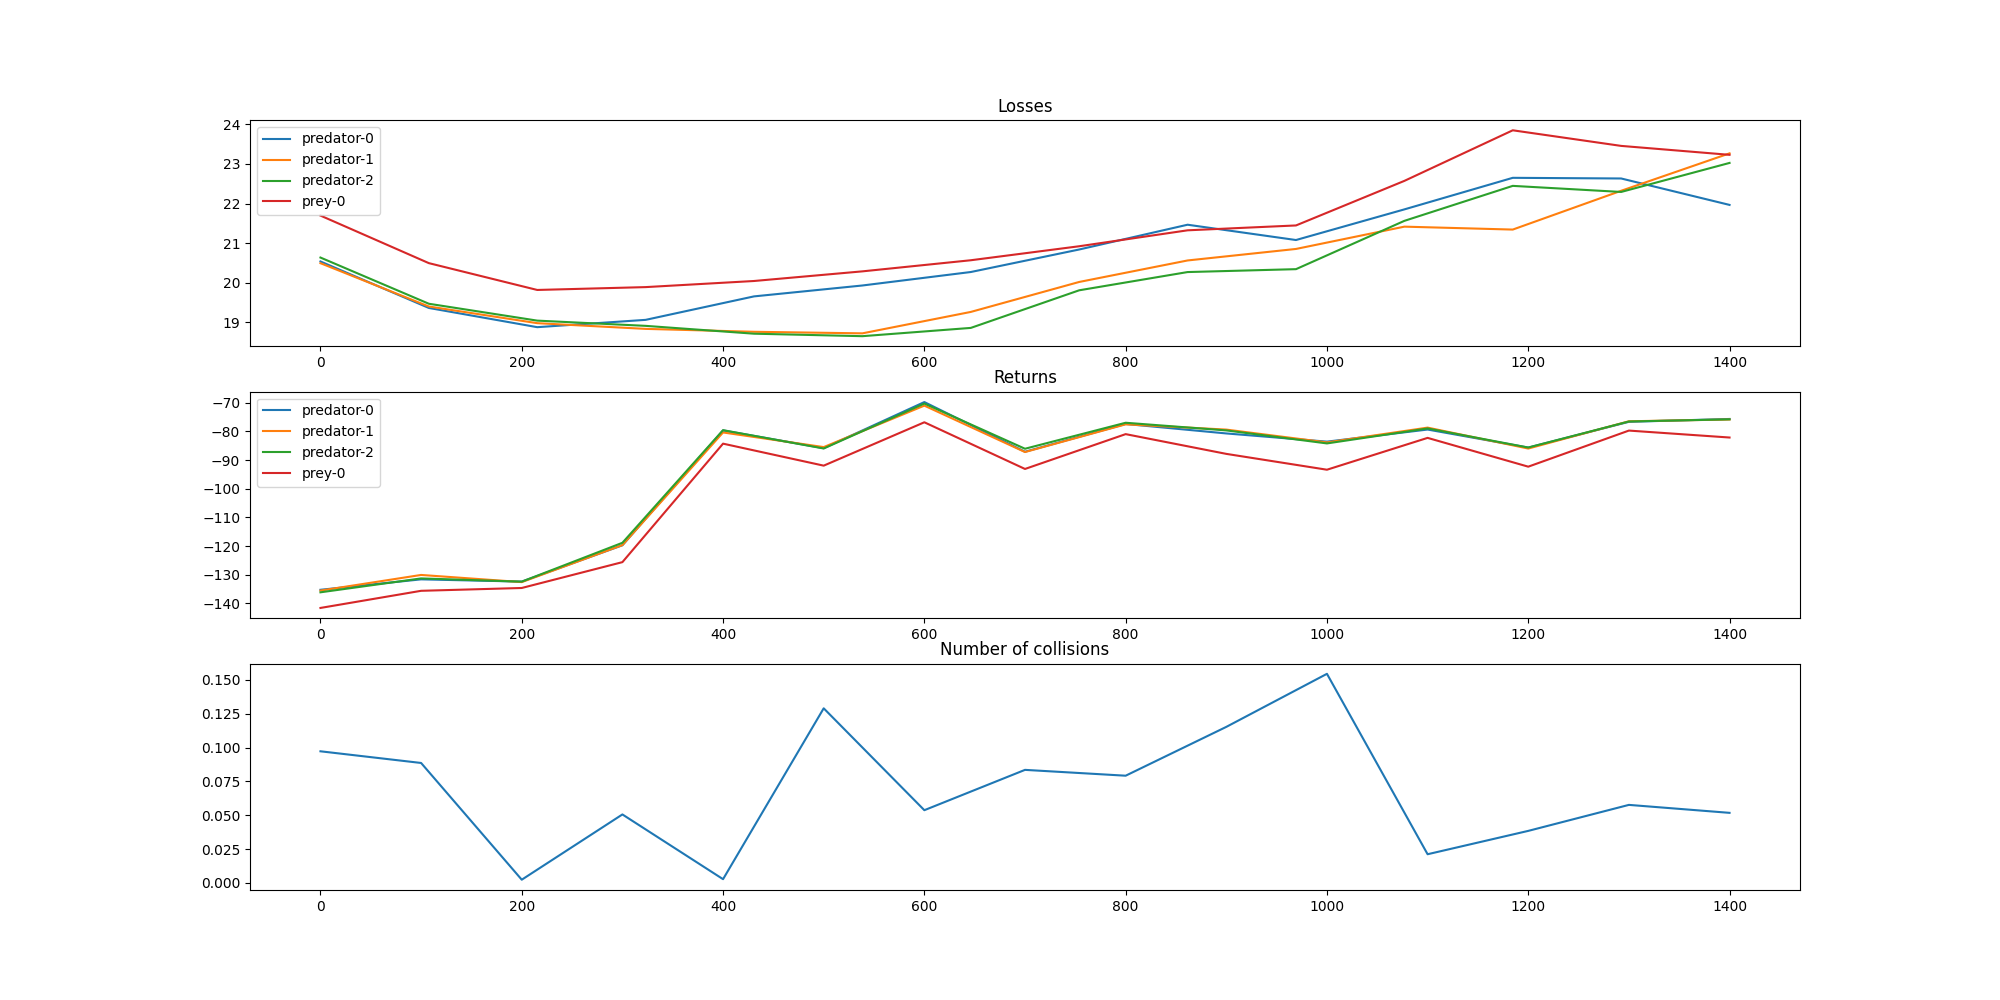 Losses
24
23
22
21
20
19
predator-0
predator-1
predator-2
prey-0
0 200 400 600 800 1000 1200 1400
Returns
−70
−80
−90
−100
−110
−120
−130
−140
predator-0
predator-1
predator-2
prey-0
0 200 400 600 800 1000 1200 1400
Number of collisions
0.150
0.125
0.100
0.075
0.050
0.025
0.000
0 200 400 600 800 1000 1200 1400